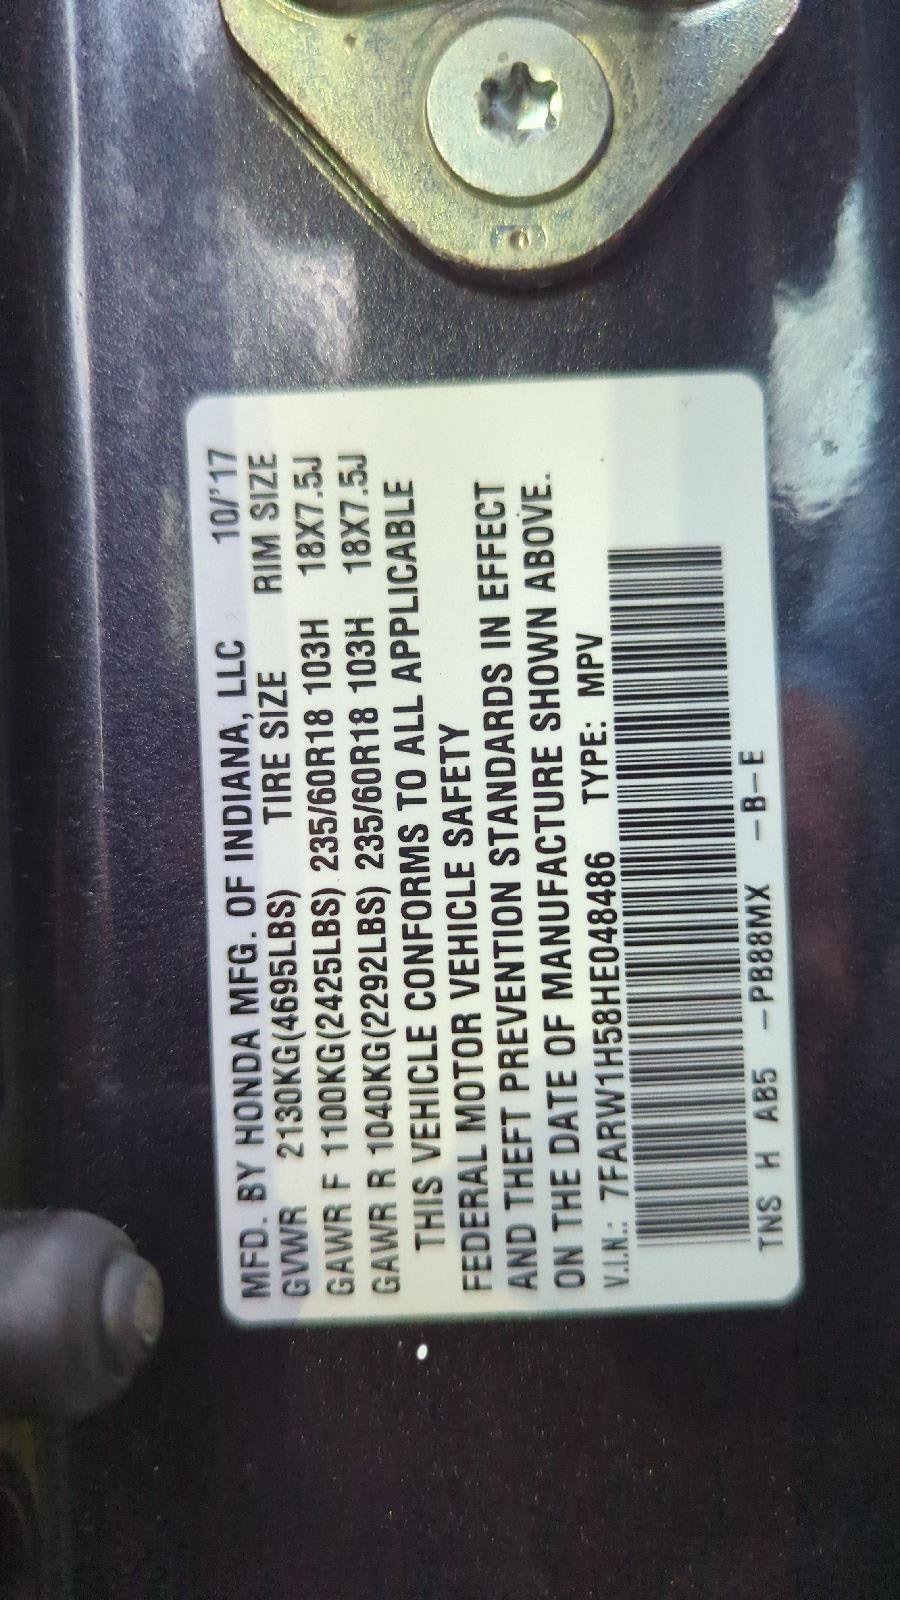 MFD. BY HONDA MFG. OF INDIANA, LLC 10/'17
GVWR 2130KG(4695LBS) TIRE SIZE RIM SIZE
GAWR F 1100KG(2425LBS) 235/60R18 103H 18X7.5J
GAWR R 1040KG(2292LBS) 235/60R18 103H 18X7.5J
THIS VEHICLE CONFORMS TO ALL APPLICABLE
FEDERAL MOTOR VEHICLE SAFETY
AND THEFT PREVENTION STANDARDS IN EFFECT
ON THE DATE OF MANUFACTURE SHOWN ABOVE.
V.I.N.: 7FARW1H58HE048486 TYPE: MPV
TNS H AB5 -PB88MX -B-E